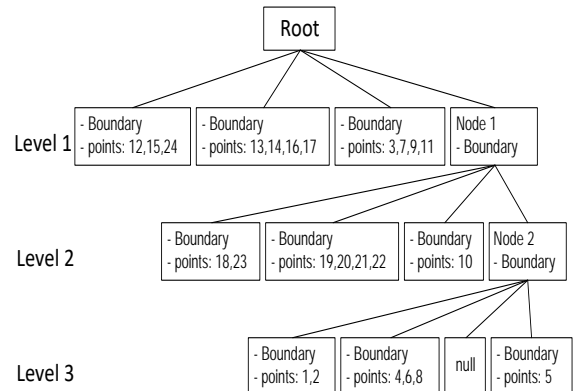 Root
Level 1
- Boundary
- points: 12,15,24
- Boundary
- points: 13,14,16,17
- Boundary
- points: 3,7,9,11
Node 1
- Boundary
Level 2
- Boundary
- points: 18,23
- Boundary
- points: 19,20,21,22
- Boundary
- points: 10
Node 2
- Boundary
Level 3
- Boundary
- points: 1,2
- Boundary
- points: 4,6,8
null
- Boundary
- points: 5